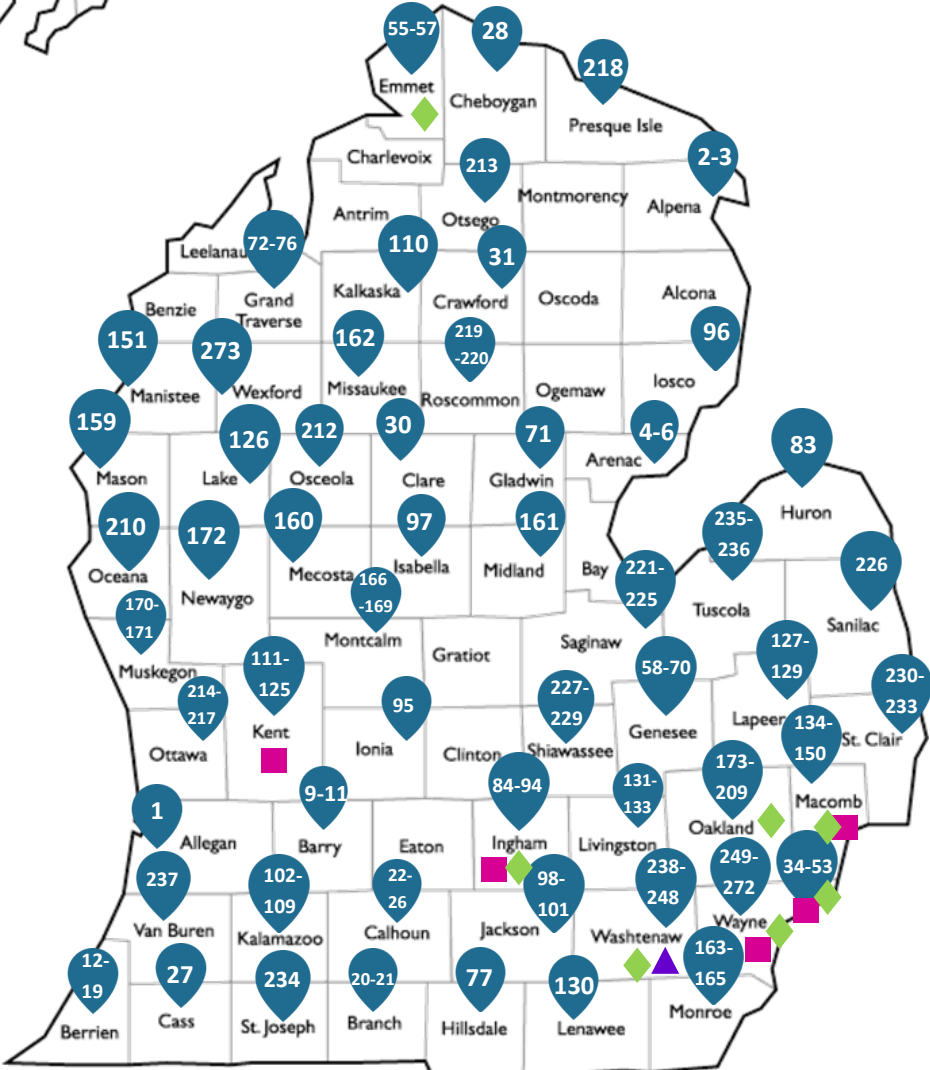 55-57
28
218
Emmet
Cheboygan
Presque Isle
2-3
Charlevoix
213
Montmorency
Alpena
Antrim
Otsego
72-76
Leelanau
110
31
Kalkaska
Crawford
Oscoda
Alcona
Benzie
Grand
Traverse
151
273
162
219
-220
96
Manistee
Wexford
Missaukee
Roscommon
Ogemaw
Iosco
159
126
212
30
71
4-6
83
Mason
Lake
Osceola
Clare
Gladwin
Arenac
210
172
160
97
161
235-
236
Huron
Oceana
Newaygo
Mecosta
Isabella
Midland
Bay
221-
225
226
170-
171
166
-169
Tuscola
Sanilac
Montcalm
Gratiot
Saginaw
127-
129
Muskegon
111-
125
58-70
230-
233
214-
217
95
227-
229
Kent
Ottawa
Ionia
Clinton
Shiawassee
Genesee
Lapeer
134-
150
St. Clair
1
9-11
84-94
131-
133
173-
209
Macomb
Allegan
Barry
Eaton
Ingham
Livingston
Oakland
237
102-
109
22-
26
98-
101
238-
248
249-
272
34-53
Van Buren
Kalamazoo
Calhoun
Jackson
Washtenaw
Wayne
12-
19
27
234
20-21
77
130
163-
165
Berrien
Cass
St. Joseph
Branch
Hillsdale
Lenawee
Monroe